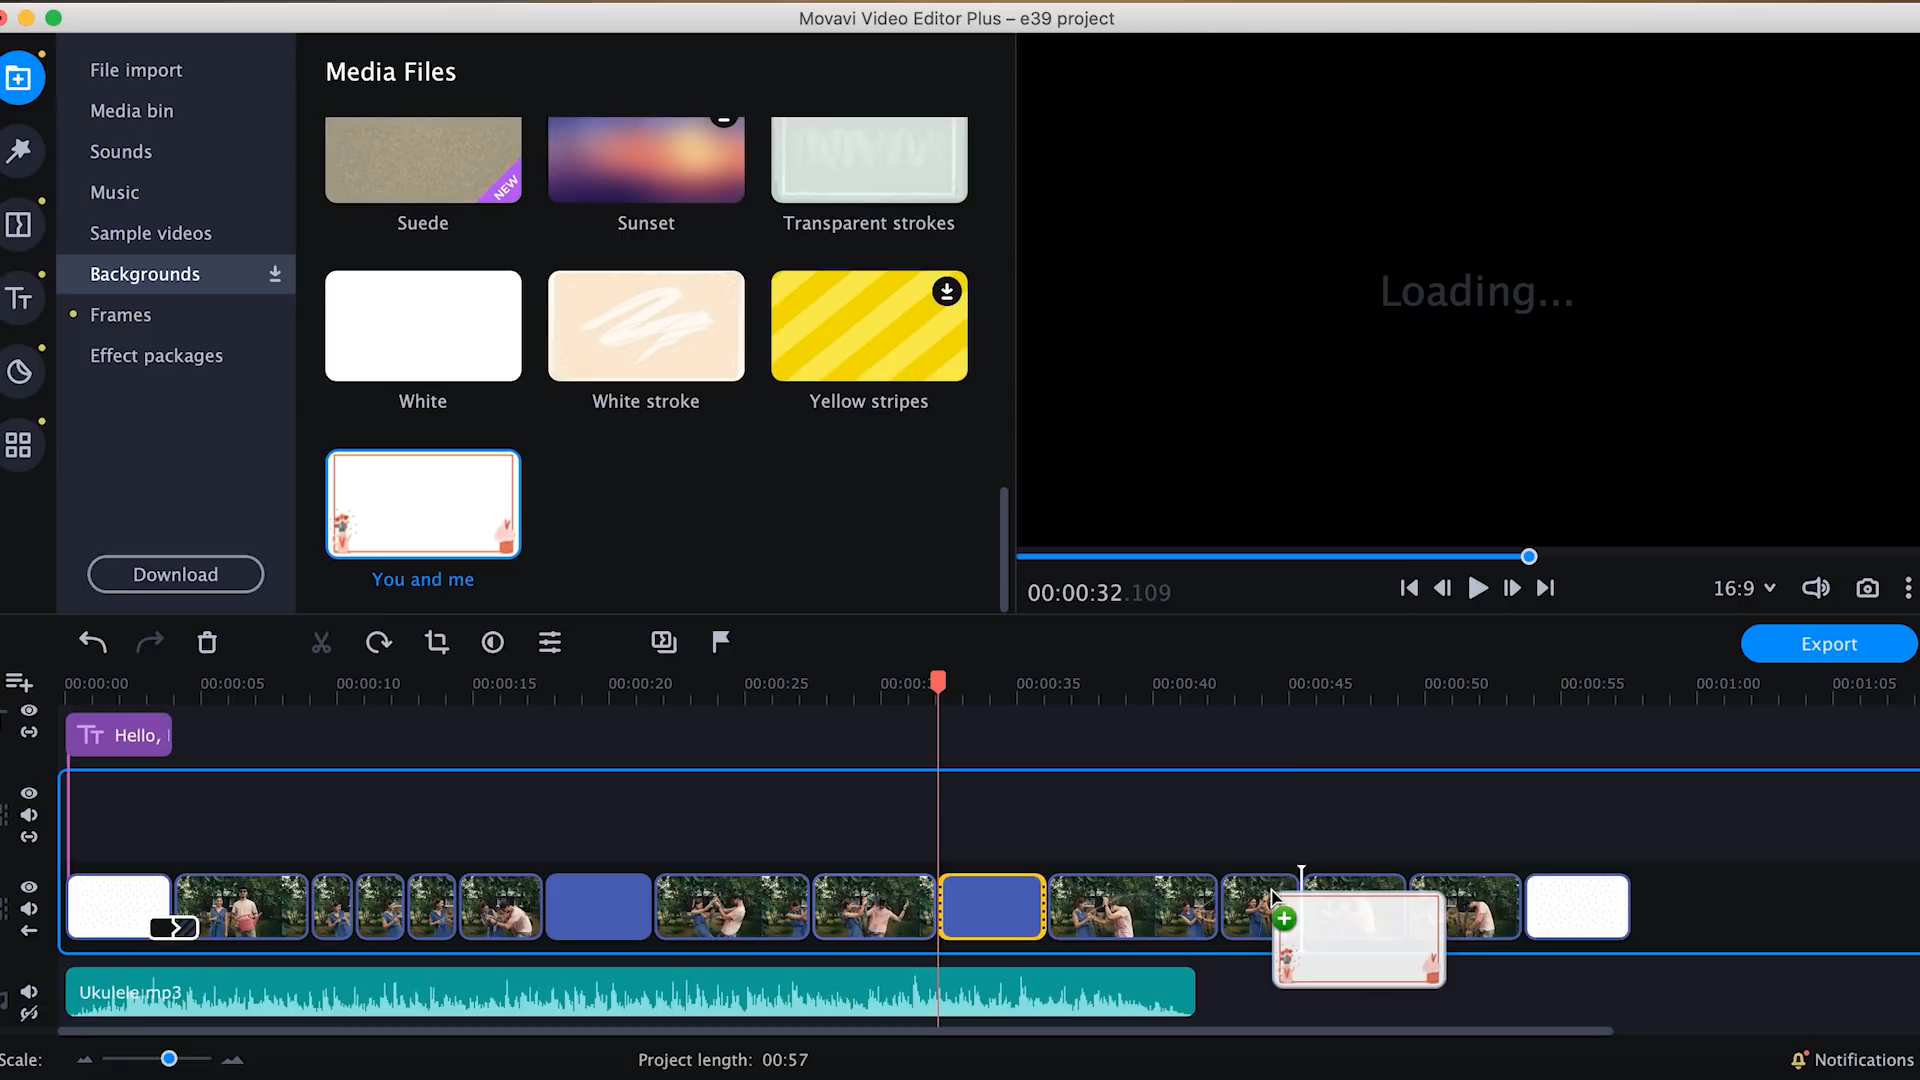 Movavi Video Editor Plus – e39 project
File import
Media bin
Sounds
Music
Sample videos
Backgrounds
Frames
Effect packages
Download
Media Files
NEW
Suede
Sunset
Transparent strokes
White
White stroke
Yellow stripes
You and me
Loading...
00:00:32.109
16:9
Export
00:00:00 00:00:05 00:00:10 00:00:15 00:00:20 00:00:25 00:00: 00:00:35 00:00:40 00:00:45 00:00:50 00:00:55 00:01:00 00:01:05
Tт Hello,
Ukulele.mp3
Scale:
Project length: 00:57
Notifications